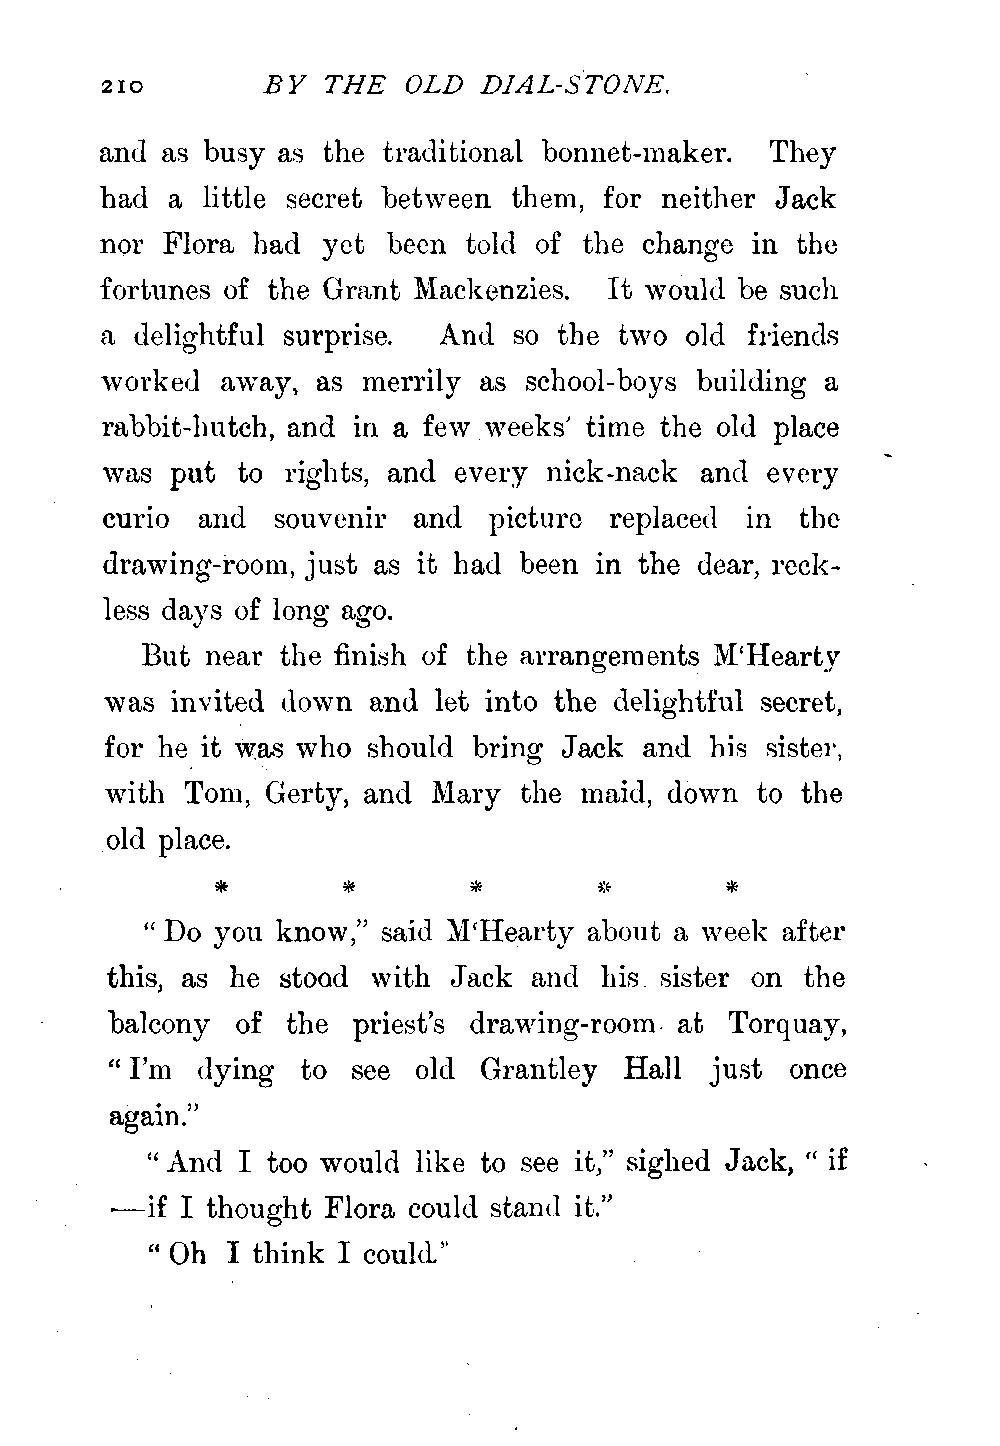 210 BY THE OLD DIAL-STONE.
and as busy as the traditional bonnet-maker. They
had a little secret between them, for neither Jack
nor Flora had yet been told of the change in the
fortunes of the Grant Mackenzies. It would be such
a delightful surprise. And so the two old friends
worked away, as merrily as school-boys building a
rabbit-hutch, and in a few weeks' time the old place
was put to rights, and every nick-nack and every
curio and souvenir and picture replaced in the
drawing-room, just as it had been in the dear, reck-
less days of long ago.
But near the finish of the arrangements M‘Hearty
was invited down and let into the delightful secret,
for he it was who should bring Jack and his sister,
with Tom, Gerty, and Mary the maid, down to the
old place.
* * * * *
“Do you know,” said M‘Hearty about a week after
this, as he stood with Jack and his sister on the
balcony of the priest's drawing-room at Torquay,
“I'm dying to see old Grantley Hall just once
again.”
“And I too would like to see it,” sighed Jack, “if
—if I thought Flora could stand it.”
“Oh I think I could.”